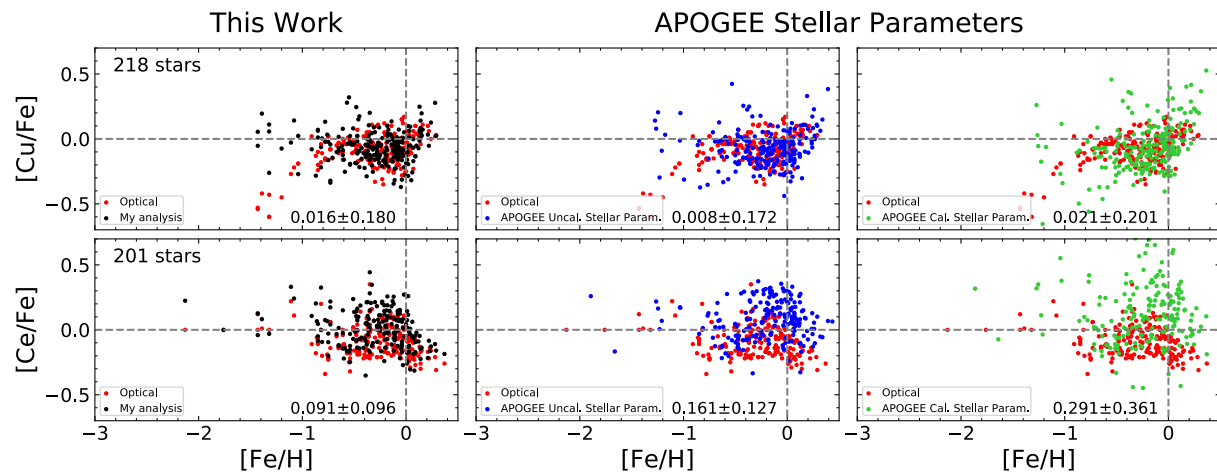 This Work
APOGEE Stellar Parameters
[Cu/Fe]
0.5
0.0
−0.5
218 stars
Optical
My analysis
0.016±0.180
Optical
APOGEE Uncal. Stellar Param.
0.008±0.172
Optical
APOGEE Cal. Stellar Param.
0.021±0.201
[Ce/Fe]
0.5
0.0
−0.5
201 stars
Optical
My analysis
0.091±0.096
Optical
APOGEE Uncal. Stellar Param.
0.161±0.127
Optical
APOGEE Cal. Stellar Param.
0.291±0.361
−3 −2 −1 0
−3 −2 −1 0
−3 −2 −1 0
[Fe/H]
[Fe/H]
[Fe/H]